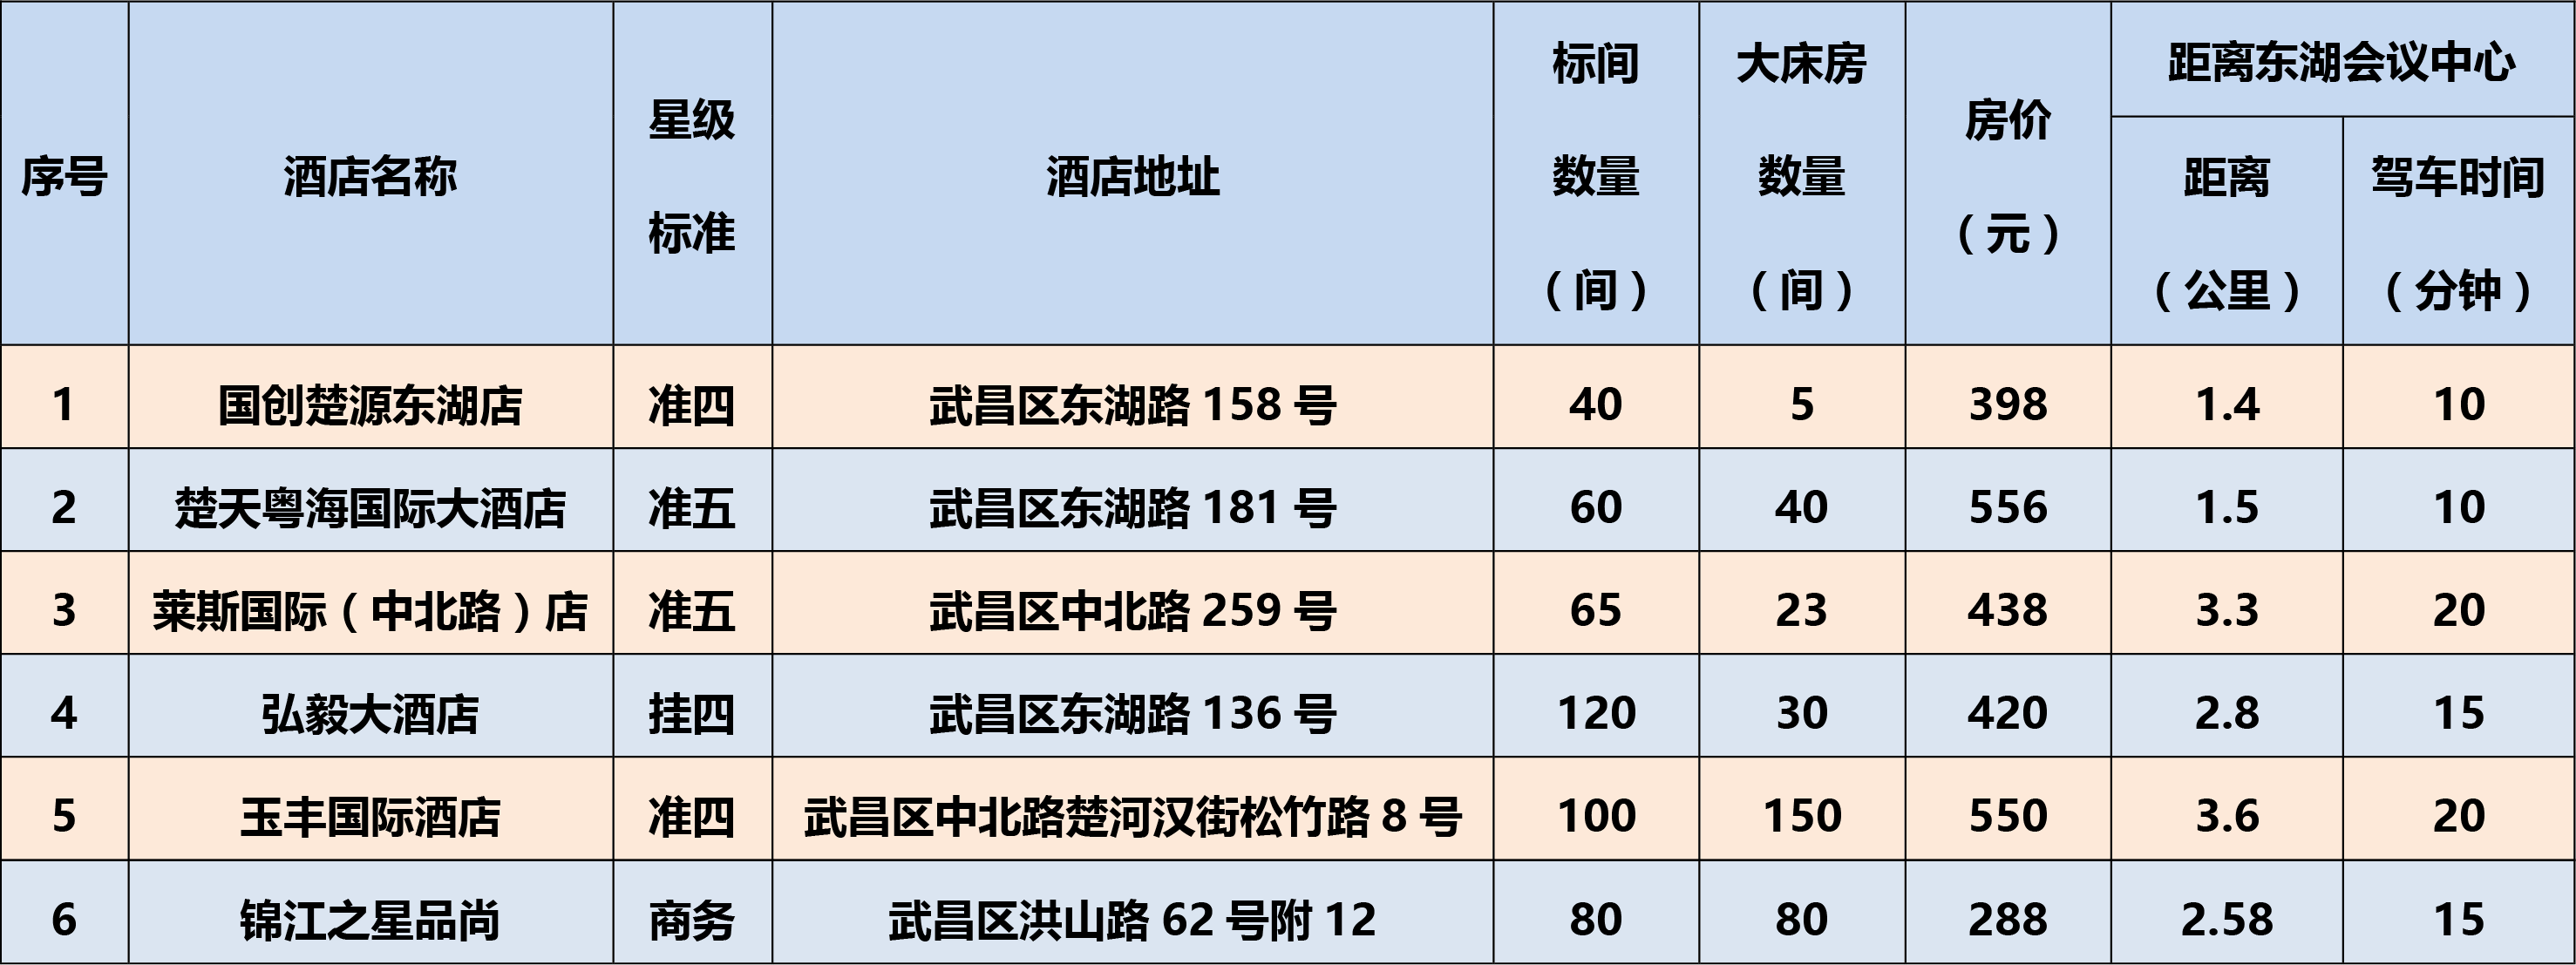 序号 酒店名称 星级标准 酒店地址 标间数量（间） 大床房数量（间） 房价（元） 距离东湖会议中心
距离（公里） 驾车时间（分钟）
1 国创楚源东湖店 准四 武昌区东湖路 158 号 40 5 398 1.4 10
2 楚天粤海国际大酒店 准五 武昌区东湖路 181 号 60 40 556 1.5 10
3 莱斯国际（中北路）店 准五 武昌区中北路 259 号 65 23 438 3.3 20
4 弘毅大酒店 挂四 武昌区东湖路 136 号 120 30 420 2.8 15
5 玉丰国际酒店 准四 武昌区中北路楚河汉街松竹路 8 号 100 150 550 3.6 20
6 锦江之星品尚 商务 武昌区洪山路 62 号附 12 80 80 288 2.58 15